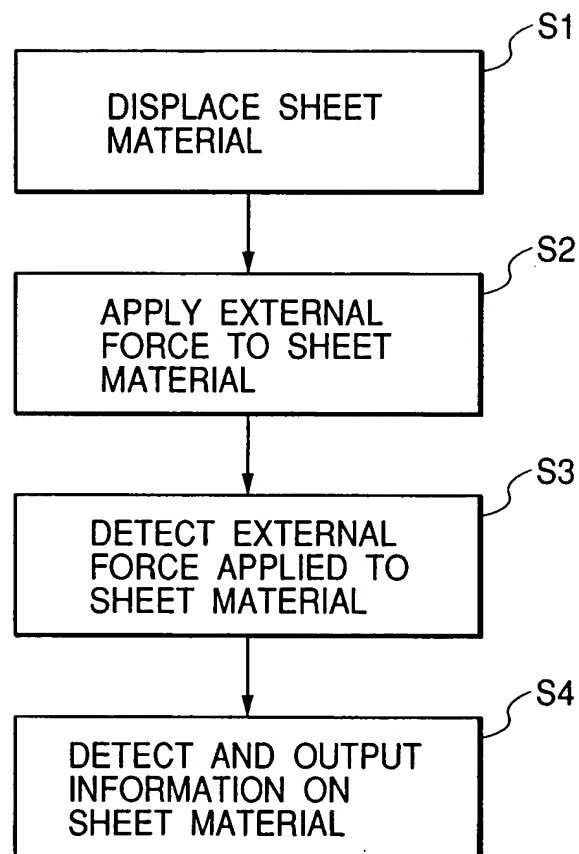 S1
DISPLACE SHEET
MATERIAL
S2
APPLY EXTERNAL
FORCE TO SHEET
MATERIAL
S3
DETECT EXTERNAL
FORCE APPLIED TO
SHEET MATERIAL
S4
DETECT AND OUTPUT
INFORMATION ON
SHEET MATERIAL